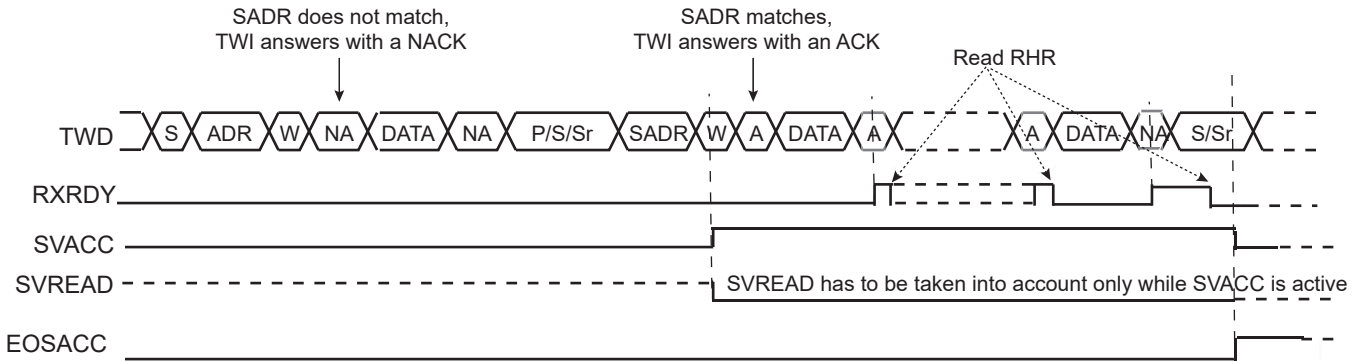 SADR does not match,
TWI answers with a NACK
SADR matches,
TWI answers with an ACK
Read RHR
TWD S ADR W NA DATA NA P/S/Sr SADR W A DATA A A DATA NA S/Sr
RXRDY
SVACC
SVREAD SVREAD has to be taken into account only while SVACC is active
EOSACC